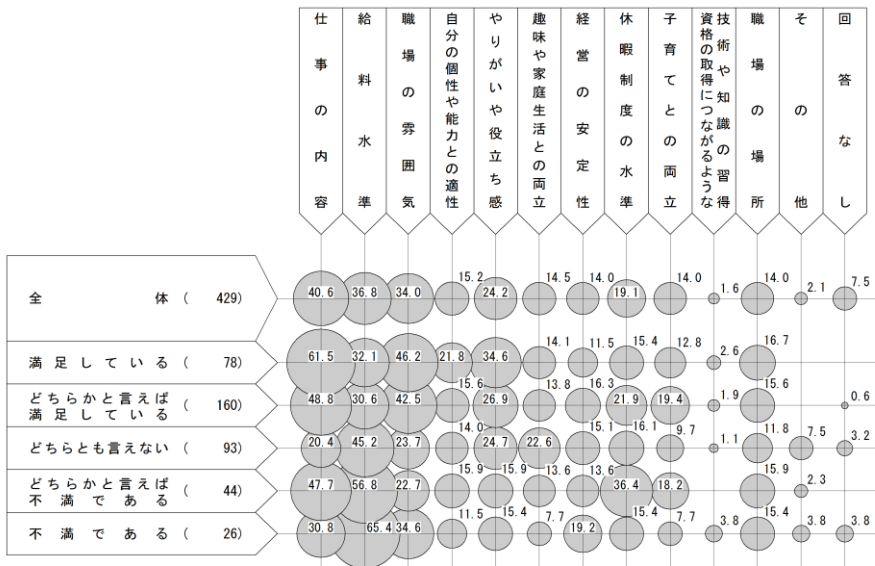 仕事の内容
給料水準
職場の雰囲気
自分の個性や能力との適性
やりがいや役立ち感
趣味や家庭生活との両立
経営の安定性
休暇制度の水準
子育てとの両立
技術や知識の習得
資格の取得につながるような
職場の場所
その他
回答なし
全体 ( 429)
40.6 36.8 34.0 15.2 24.2 14.5 14.0 19.1 14.0 1.6 14.0 2.1 7.5
満足している ( 78)
61.5 32.1 46.2 21.8 34.6 14.1 11.5 15.4 12.8 2.6 16.7
どちらかと言えば
満足している ( 160)
48.8 30.6 42.5 15.6 26.9 13.8 16.3 21.9 19.4 1.9 15.6 0.6
どちらとも言えない ( 93)
20.4 45.2 23.7 14.0 24.7 22.6 15.1 16.1 9.7 1.1 11.8 7.5 3.2
どちらかと言えば
不満である ( 44)
47.7 56.8 22.7 15.9 15.9 13.6 13.6 36.4 18.2 15.9 2.3
不満である ( 26)
30.8 65.4 34.6 11.5 15.4 7.7 19.2 15.4 7.7 3.8 15.4 3.8 3.8